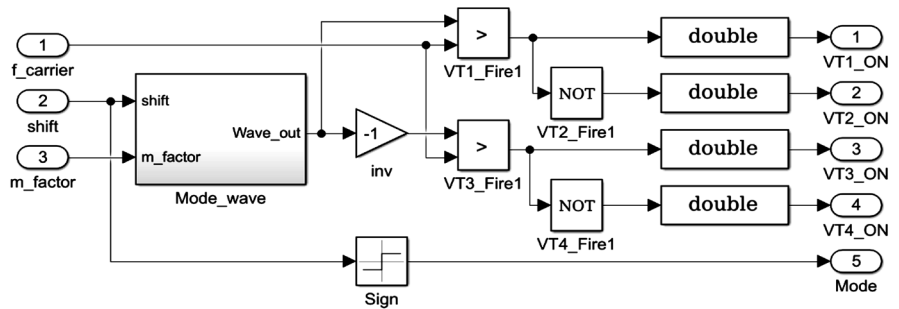 1
f_carrier
2
shift
3
m_factor
shift
m_factor
Wave_out
Mode_wave
-1
inv
>
VT1_Fire1
NOT
VT2_Fire1
>
VT3_Fire1
NOT
VT4_Fire1
Sign
double
double
double
double
1
VT1_ON
2
VT2_ON
3
VT3_ON
4
VT4_ON
5
Mode